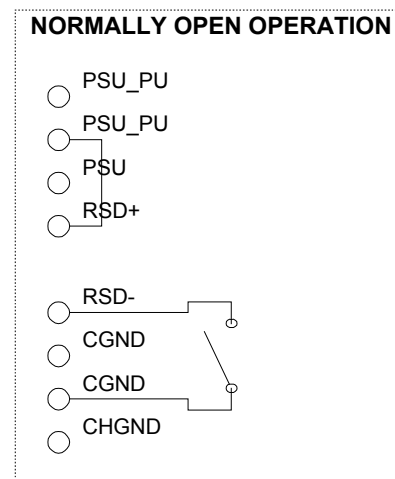 NORMALLY OPEN OPERATION
PSU_PU
PSU_PU
PSU
RSD+
RSD-
CGND
CGND
CHGND